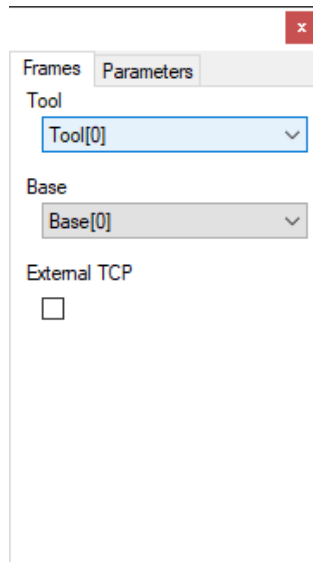 x
Frames Parameters
Tool
Tool[0]
Base
Base[0]
External TCP